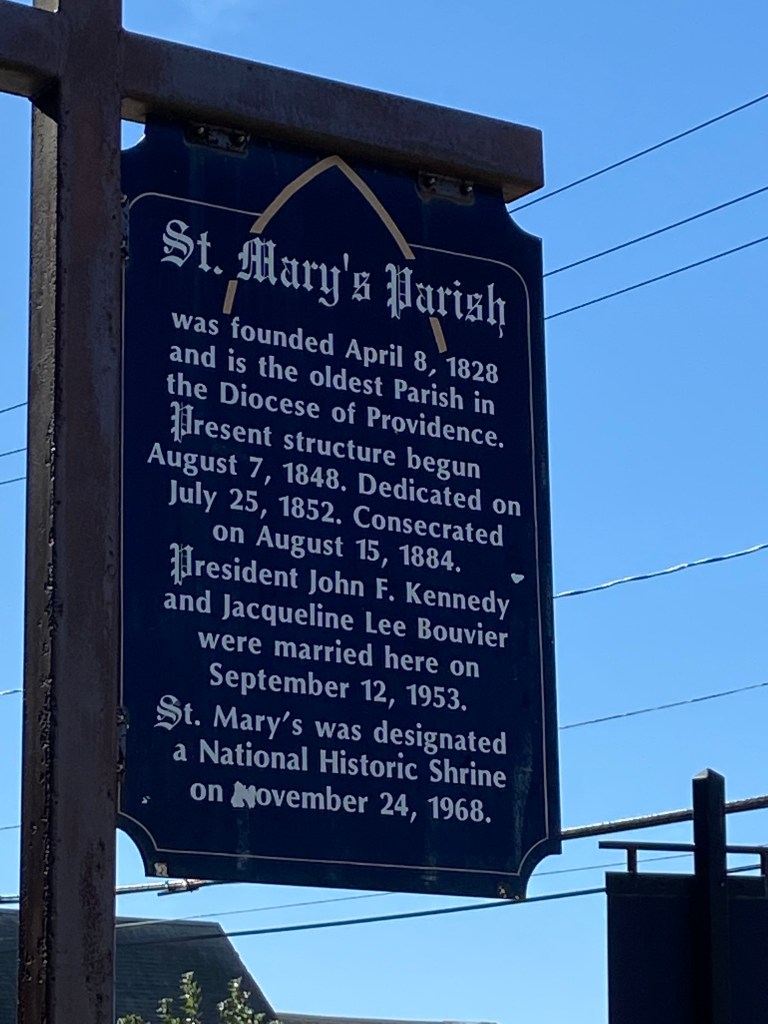 St. Mary's Parish
was founded April 8, 1828
and is the oldest Parish in
the Diocese of Providence.
Present structure begun
August 7, 1848. Dedicated on
July 25, 1852. Consecrated
on August 15, 1884.
President John F. Kennedy
and Jacqueline Lee Bouvier
were married here on
September 12, 1953.
St. Mary's was designated
a National Historic Shrine
on November 24, 1968.